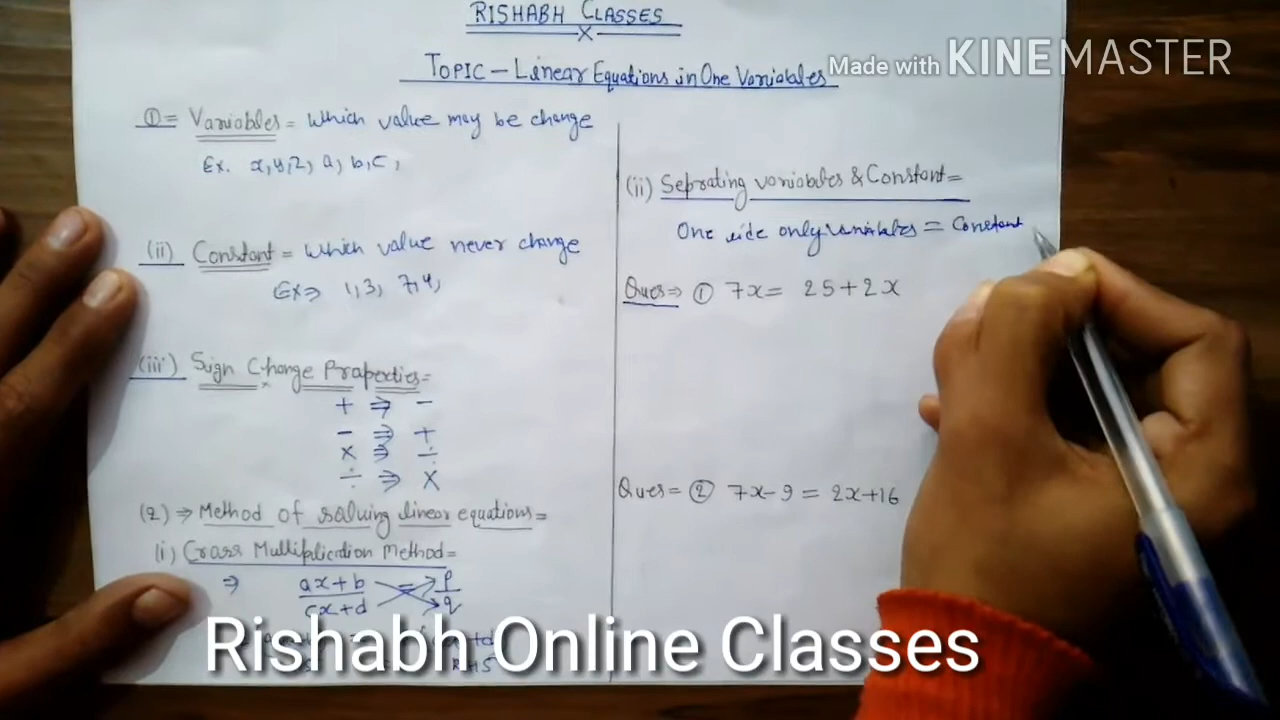 RISHABH CLASSES
TOPIC - Linear Equations in One Variables
Made with KINEMASTER
①= Variables = which value may be change
Ex. x, y, z, a, b, c,
(ii) Constant = which value never change
Ex⇒ 1, 3, 7, 4,
(iii) Sign Change Properties=
+ ⇒ -
- ⇒ +
× ⇒ ÷
÷ ⇒ ×
(2) ⇒ Method of solving linear equations=
(i) Cross Multiplication Method=
⇒ ax+b/cx+d = p/q
(ii) Seprating variables & Constant=
One side only variables = Constant
Ques⇒ ① 7x = 25+2x
Ques= ② 7x-9 = 2x+16
Rishabh Online Classes